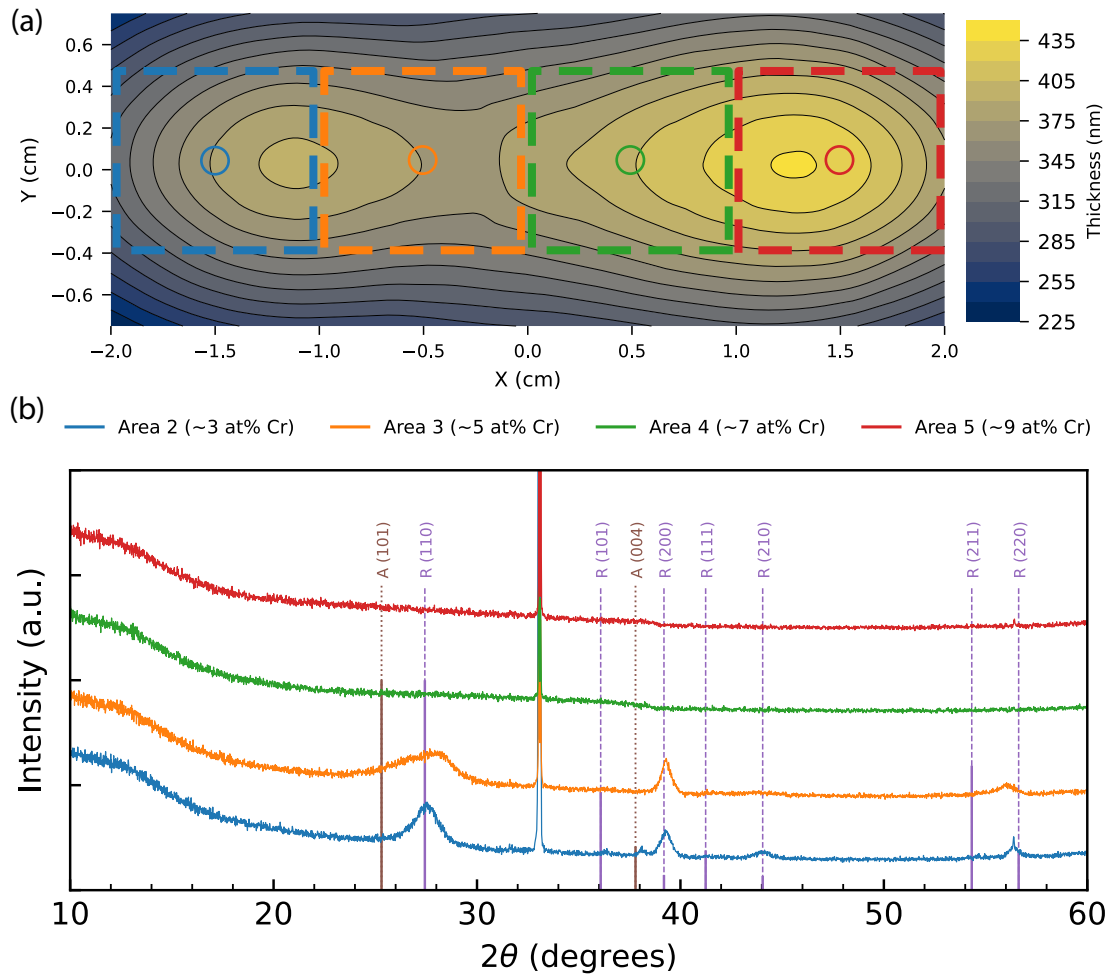 (a)
0.6
0.4
0.2
0.0
−0.2
−0.4
−0.6
Y (cm)
−2.0 −1.5 −1.0 −0.5 0.0 0.5 1.0 1.5 2.0
X (cm)
435
405
375
345
315
285
255
225
Thickness (nm)
(b)
Area 2 (~3 at% Cr) Area 3 (~5 at% Cr) Area 4 (~7 at% Cr) Area 5 (~9 at% Cr)
A (101)
R (110)
R (101)
A (004)
R (200)
R (111)
R (210)
R (211)
R (220)
Intensity (a.u.)
10 20 30 40 50 60
2θ (degrees)